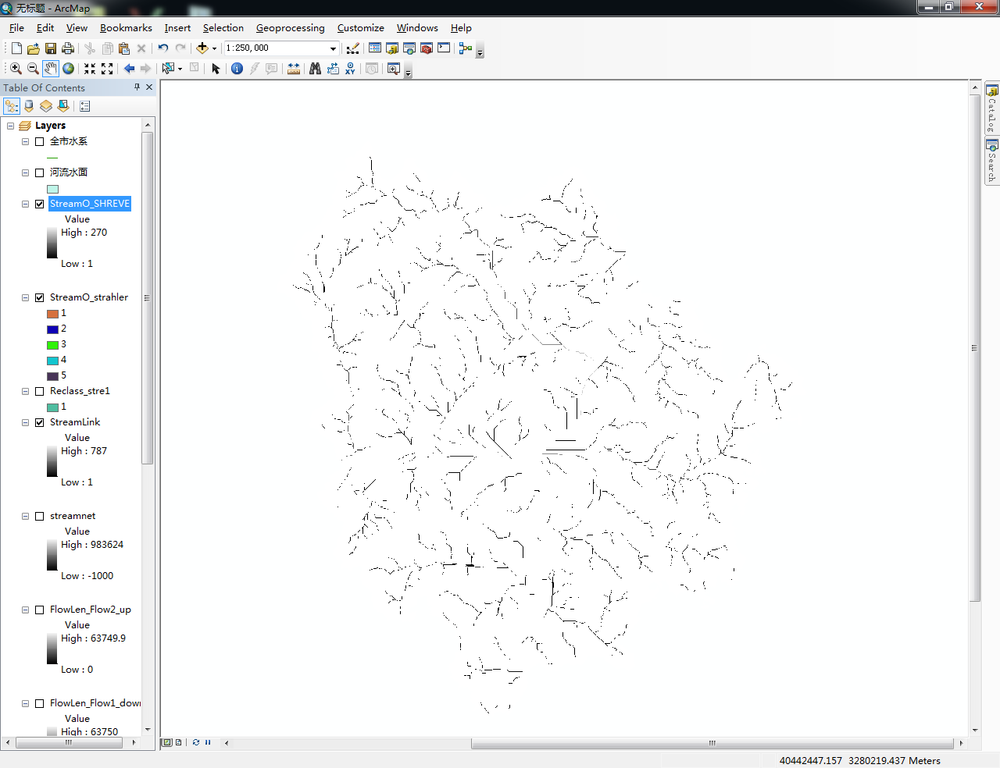 无标题 - ArcMap
File Edit View Bookmarks Insert Selection Geoprocessing Customize Windows Help
1:250,000
XY
Table Of Contents
Layers
全市水系
河流水面
StreamO_SHREVE
Value
High : 270
Low : 1
StreamO_strahler
1
2
3
4
5
Reclass_stre1
1
StreamLink
Value
High : 787
Low : 1
streamnet
Value
High : 983624
Low : -1000
FlowLen_Flow2_up
Value
High : 63749.9
Low : 0
FlowLen_Flow1_down
Value
High : 63750
Catalog
Search
40442447.157 3280219.437 Meters